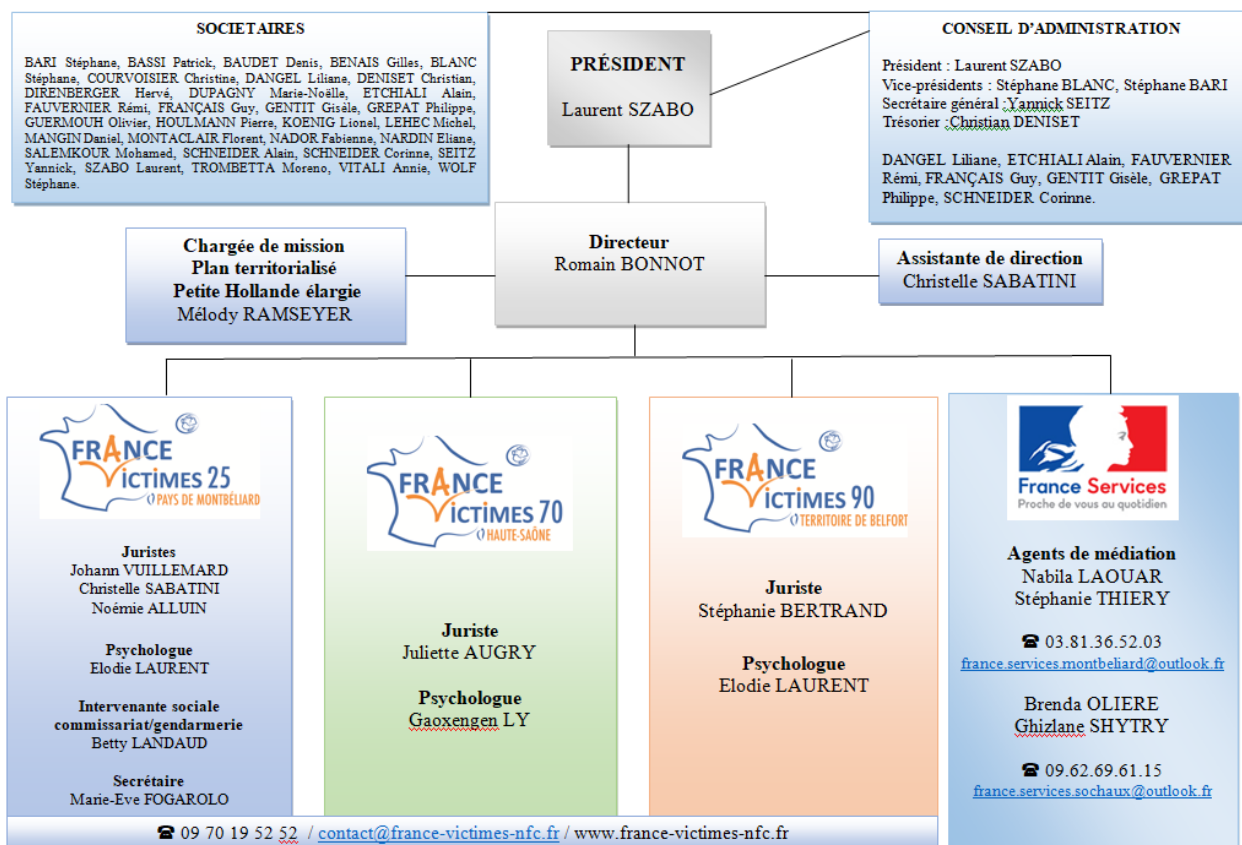 SOCIETAIRES
BARI Stéphane, BASSI Patrick, BAUDET Denis, BENAIS Gilles, BLANC
Stéphane, COURVOISIER Christine, DANGEL Liliane, DENISET Christian,
DIRENBERGER Hervé, DUPAGNY Marie-Noëlle, ETCHIALI Alain,
FAUVERNIER Rémi, FRANÇAIS Guy, GENTIT Gisèle, GREPAT Philippe,
GUERMOUH Olivier, HOULMANN Pierre, KOENIG Lionel, LEHEC Michel,
MANGIN Daniel, MONTACLAIR Florent, NADOR Fabienne, NARDIN Eliane,
SALEMKOUR Mohamed, SCHNEIDER Alain, SCHNEIDER Corinne, SEITZ
Yannick, SZABO Laurent, TROMBETTA Moreno, VITALI Annie, WOLF
Stéphane.
PRÉSIDENT
Laurent SZABO
CONSEIL D'ADMINISTRATION
Président : Laurent SZABO
Vice-présidents : Stéphane BLANC, Stéphane BARI
Secrétaire général :Yannick SEITZ
Trésorier :Christian DENISET
DANGEL Liliane, ETCHIALI Alain, FAUVERNIER
Rémi, FRANÇAIS Guy, GENTIT Gisèle, GREPAT
Philippe, SCHNEIDER Corinne.
Chargée de mission
Plan territorialisé
Petite Hollande élargie
Mélody RAMSEYER
Directeur
Romain BONNOT
Assistante de direction
Christelle SABATINI
FRANCE
VICTIMES 25
PAYS DE MONTBÉLIARD
Juristes
Johann VUILLEMARD
Christelle SABATINI
Noémie ALLUIN
Psychologue
Elodie LAURENT
Intervenante sociale
commissariat/gendarmerie
Betty LANDAUD
Secrétaire
Marie-Eve FOGAROLO
FRANCE
VICTIMES 70
HAUTE-SAÔNE
Juriste
Juliette AUGRY
Psychologue
Gaoxengen LY
FRANCE
VICTIMES 90
TERRITOIRE DE BELFORT
Juriste
Stéphanie BERTRAND
Psychologue
Elodie LAURENT
France Services
Proche de vous au quotidien
Agents de médiation
Nabila LAOUAR
Stéphanie THIERY
☎ 03.81.36.52.03
france.services.montbeliard@outlook.fr
Brenda OLIERE
Ghizlane SHYTRY
☎ 09.62.69.61.15
france.services.sochaux@outlook.fr
☎ 09 70 19 52 52 / contact@france-victimes-nfc.fr / www.france-victimes-nfc.fr